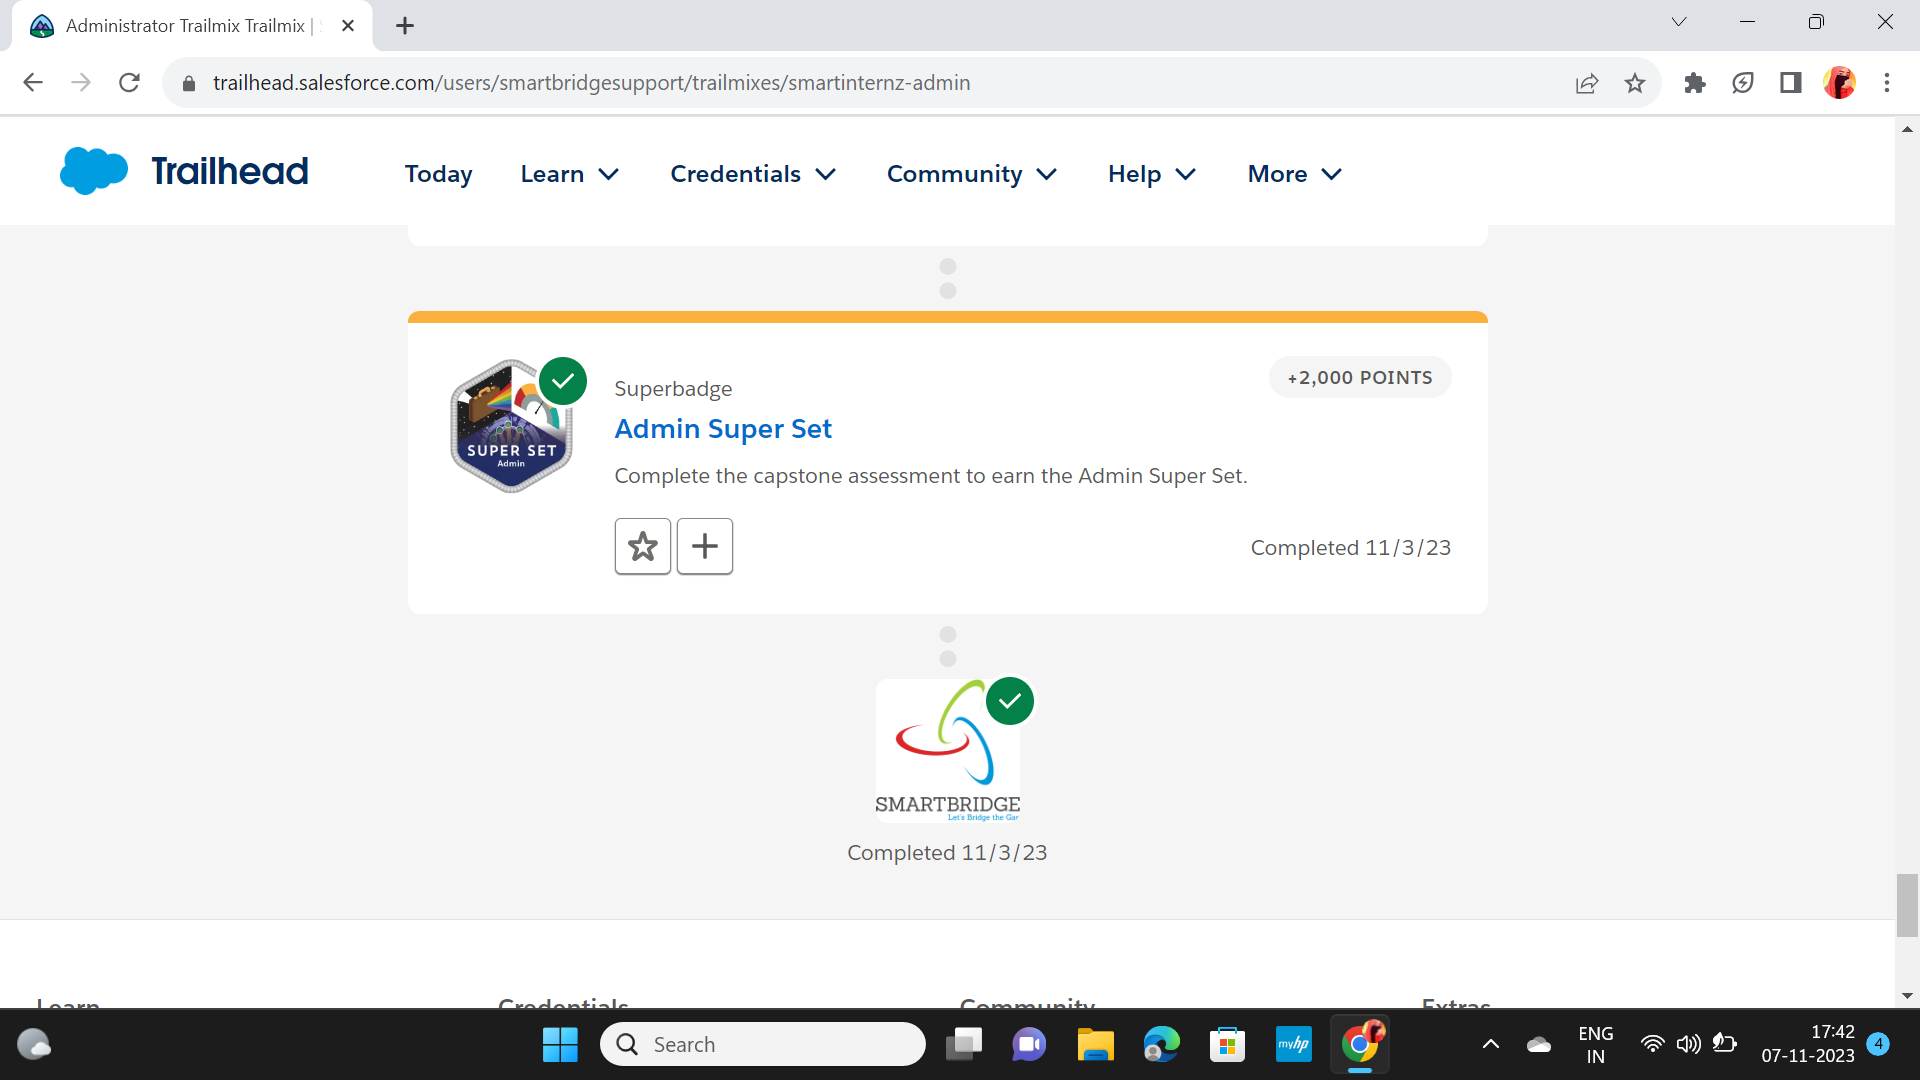 Administrator Trailmix Trailmix |
trailhead.salesforce.com/users/smartbridgesupport/trailmixes/smartinternz-admin
Trailhead
Today
Learn
Credentials
Community
Help
More
SUPER SET
Admin
Superbadge
+2,000 POINTS
Admin Super Set
Complete the capstone assessment to earn the Admin Super Set.
Completed 11/3/23
SMARTBRIDGE
Let's Bridge the Gap
Completed 11/3/23
Learn
Credentials
Community
Extras
Search
myhp
ENG
IN
17:42
07-11-2023
4